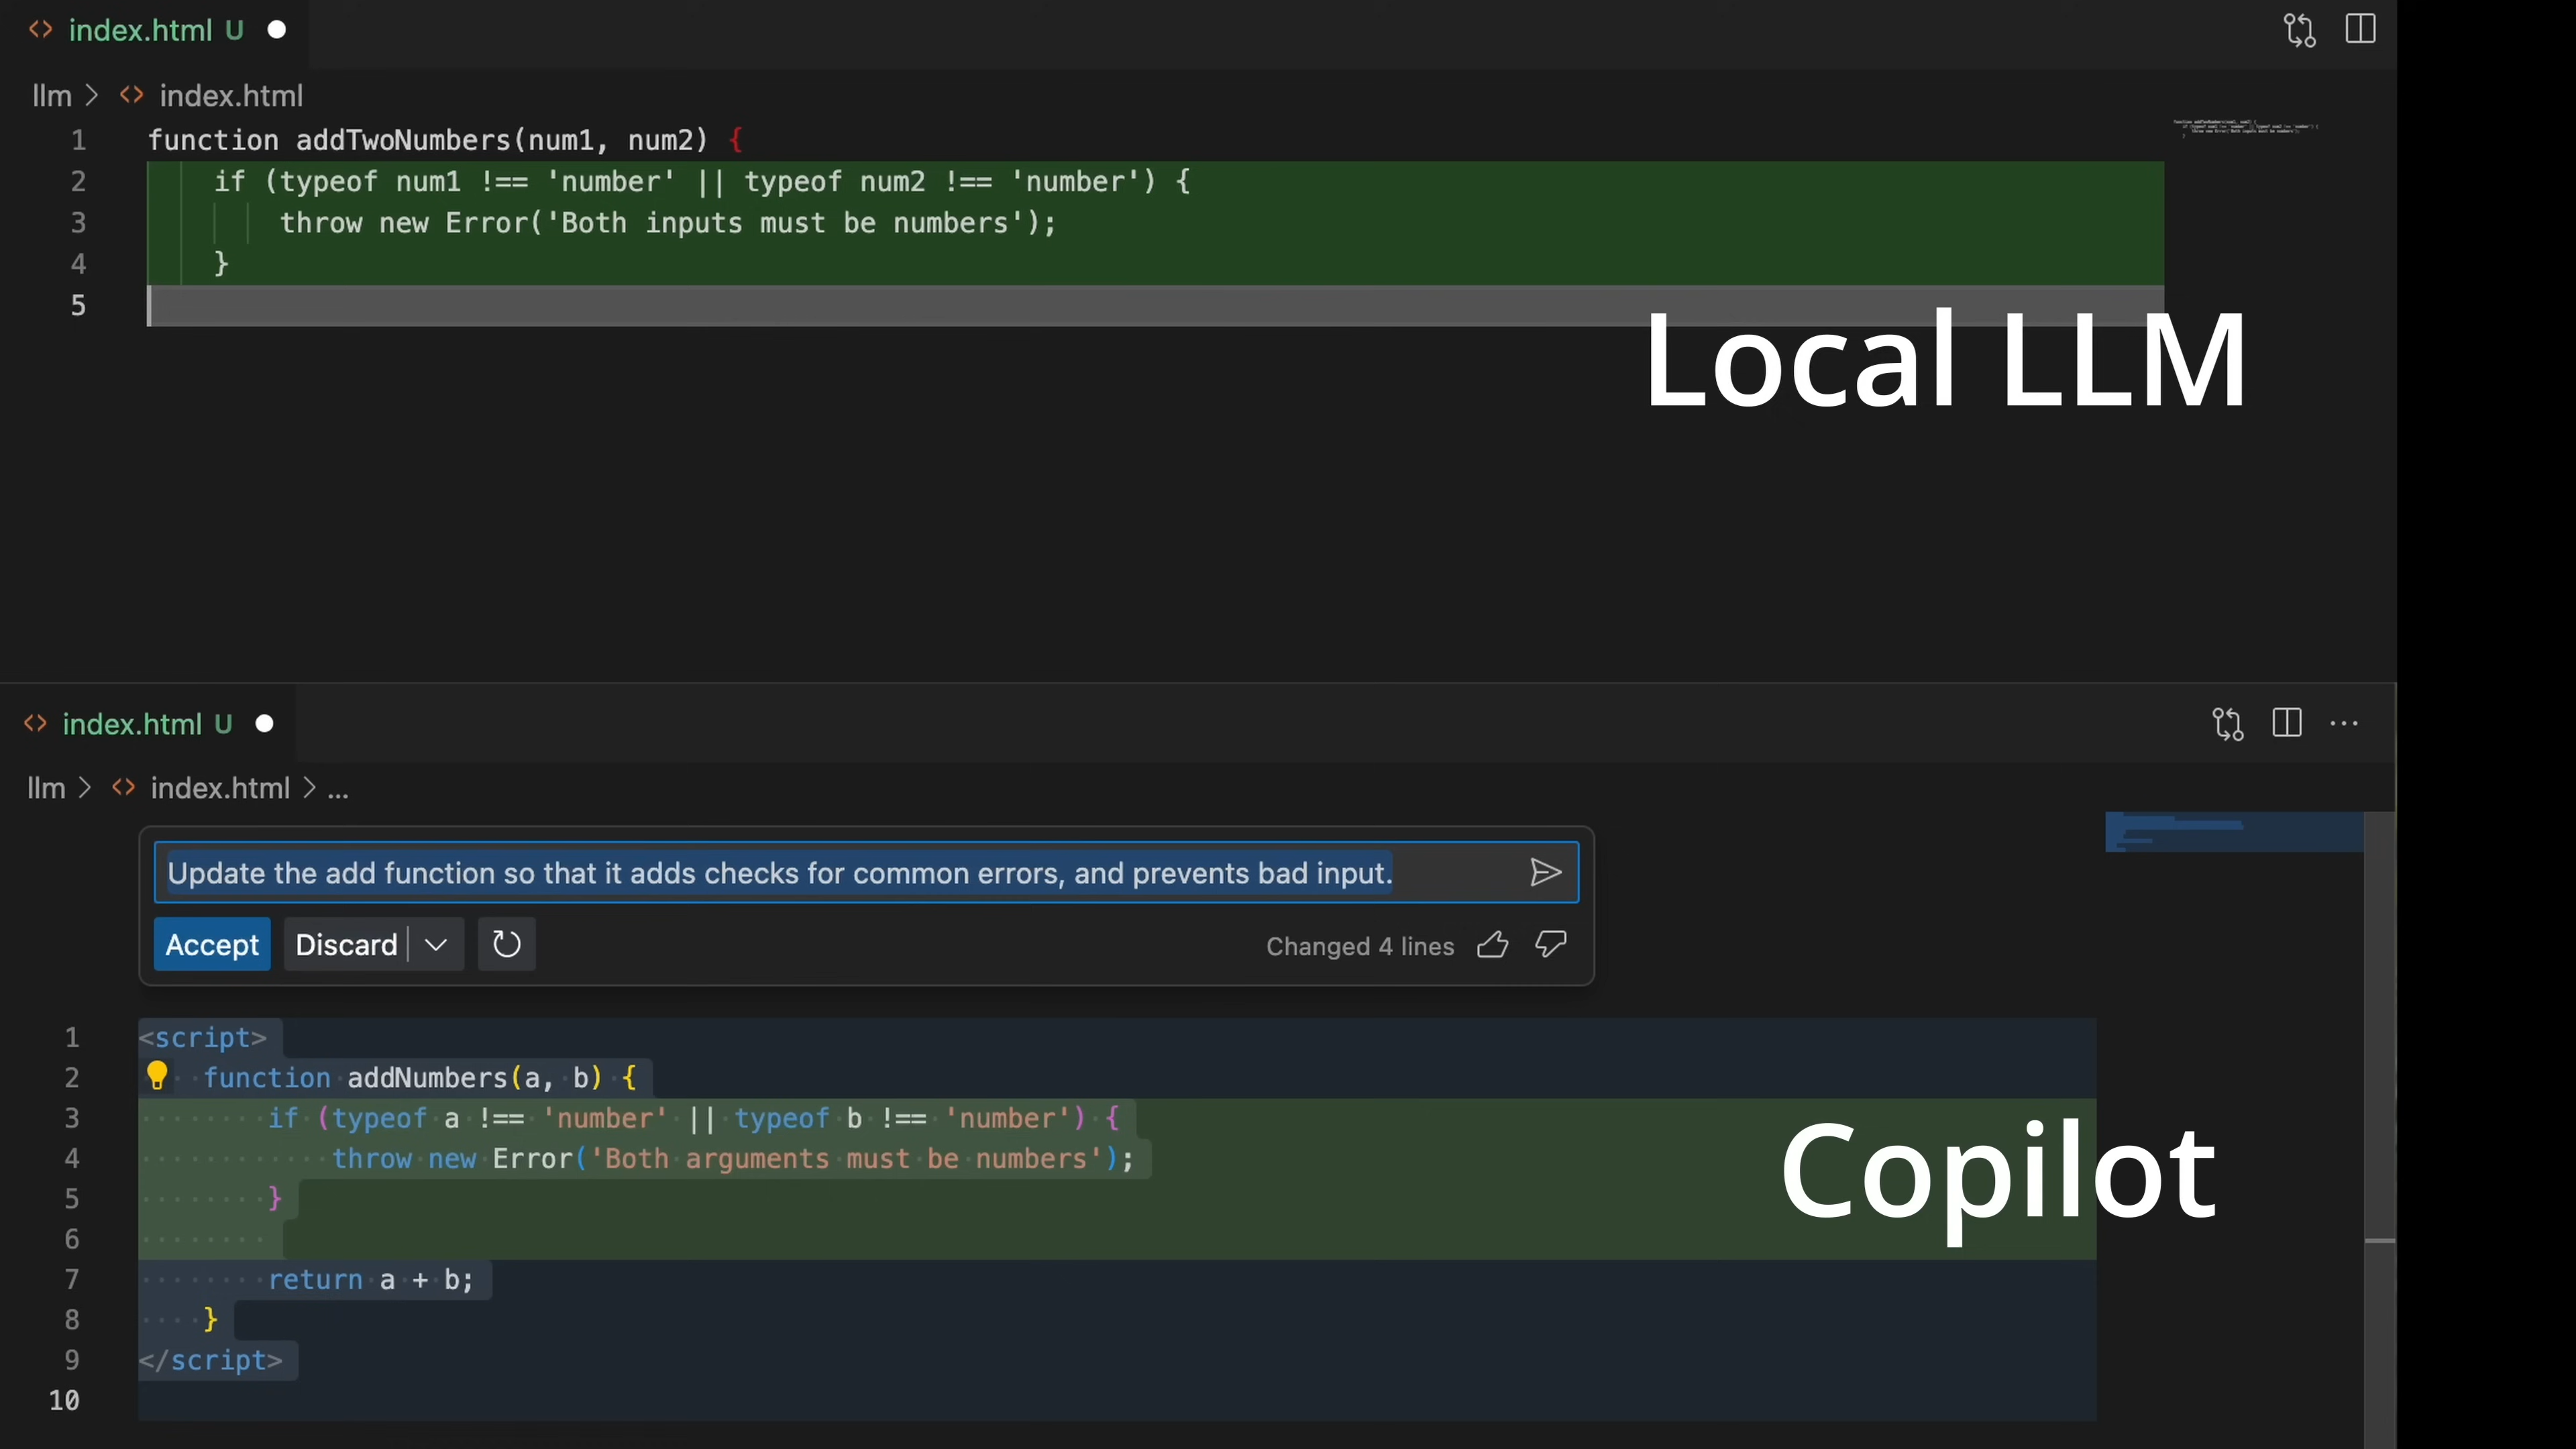 index.html U
llm > index.html
1 function addTwoNumbers(num1, num2) {
2 if (typeof num1 !== 'number' || typeof num2 !== 'number') {
3 throw new Error('Both inputs must be numbers');
4 }
5
Local LLM
index.html U
llm > index.html > ...
Update the add function so that it adds checks for common errors, and prevents bad input.
Accept Discard Changed 4 lines
1 <script>
2 function addNumbers(a, b) {
3 if (typeof a !== 'number' || typeof b !== 'number') {
4 throw new Error('Both arguments must be numbers');
5 }
6
7 return a + b;
8 }
9 </script>
10
Copilot